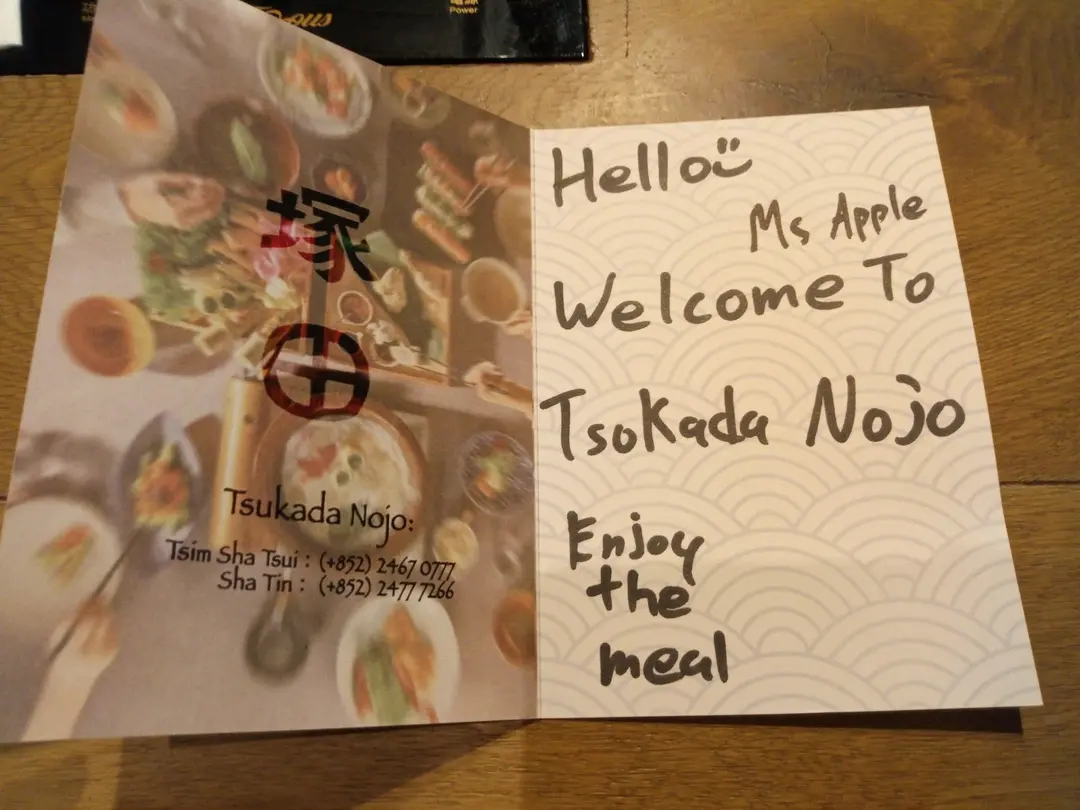 Power
塚田
Tsukada Nojo:
Tsim Sha Tsui : (+852) 2467 0777
Sha Tin : (+852) 2477 7266
Hello
Ms Apple
Welcome To
Tsokada Nojo
Enjoy
the
meal